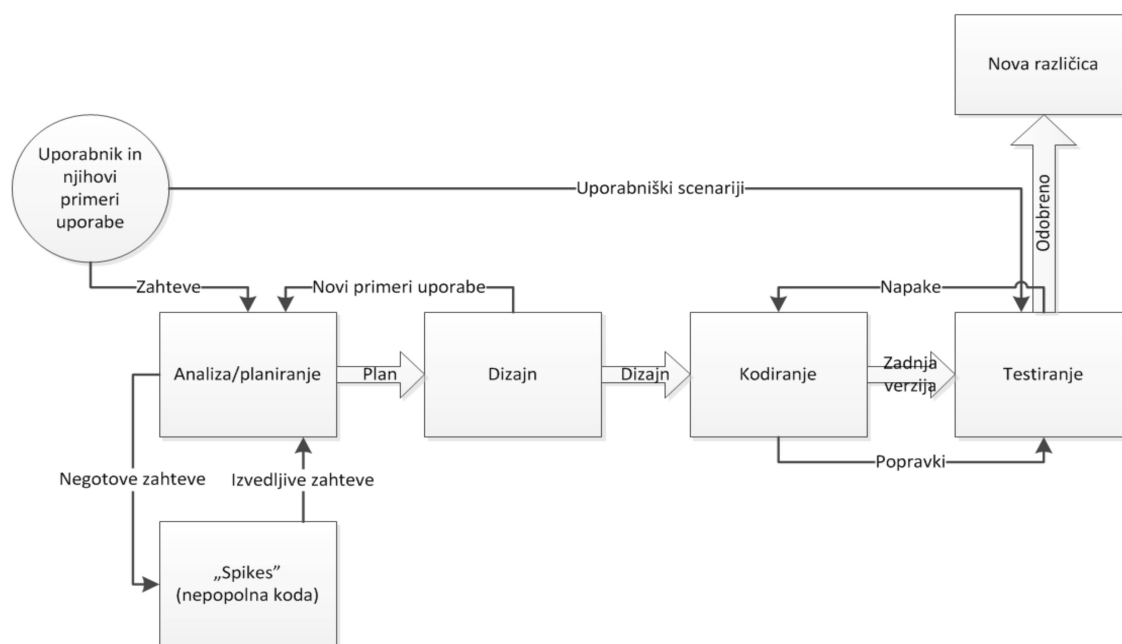 Nova različica
Uporabnik in
njihovi
primeri
uporabe
Uporabniški scenariji
Odobreno
Zahteve
Novi primeri uporabe
Napake
Analiza/planiranje
Plan
Dizajn
Dizajn
Kodiranje
Zadnja
verzija
Testiranje
Popravki
Negotove zahteve
Izvedljive zahteve
„Spikes”
(nepopolna koda)